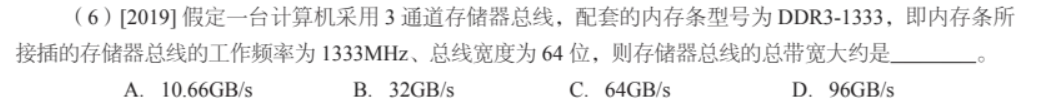 （6）[2019] 假定一台计算机采用 3 通道存储器总线，配套的内存条型号为 DDR3-1333，即内存条所
接插的存储器总线的工作频率为 1333MHz、总线宽度为 64 位，则存储器总线的总带宽大约是________。
A. 10.66GB/s B. 32GB/s C. 64GB/s D. 96GB/s